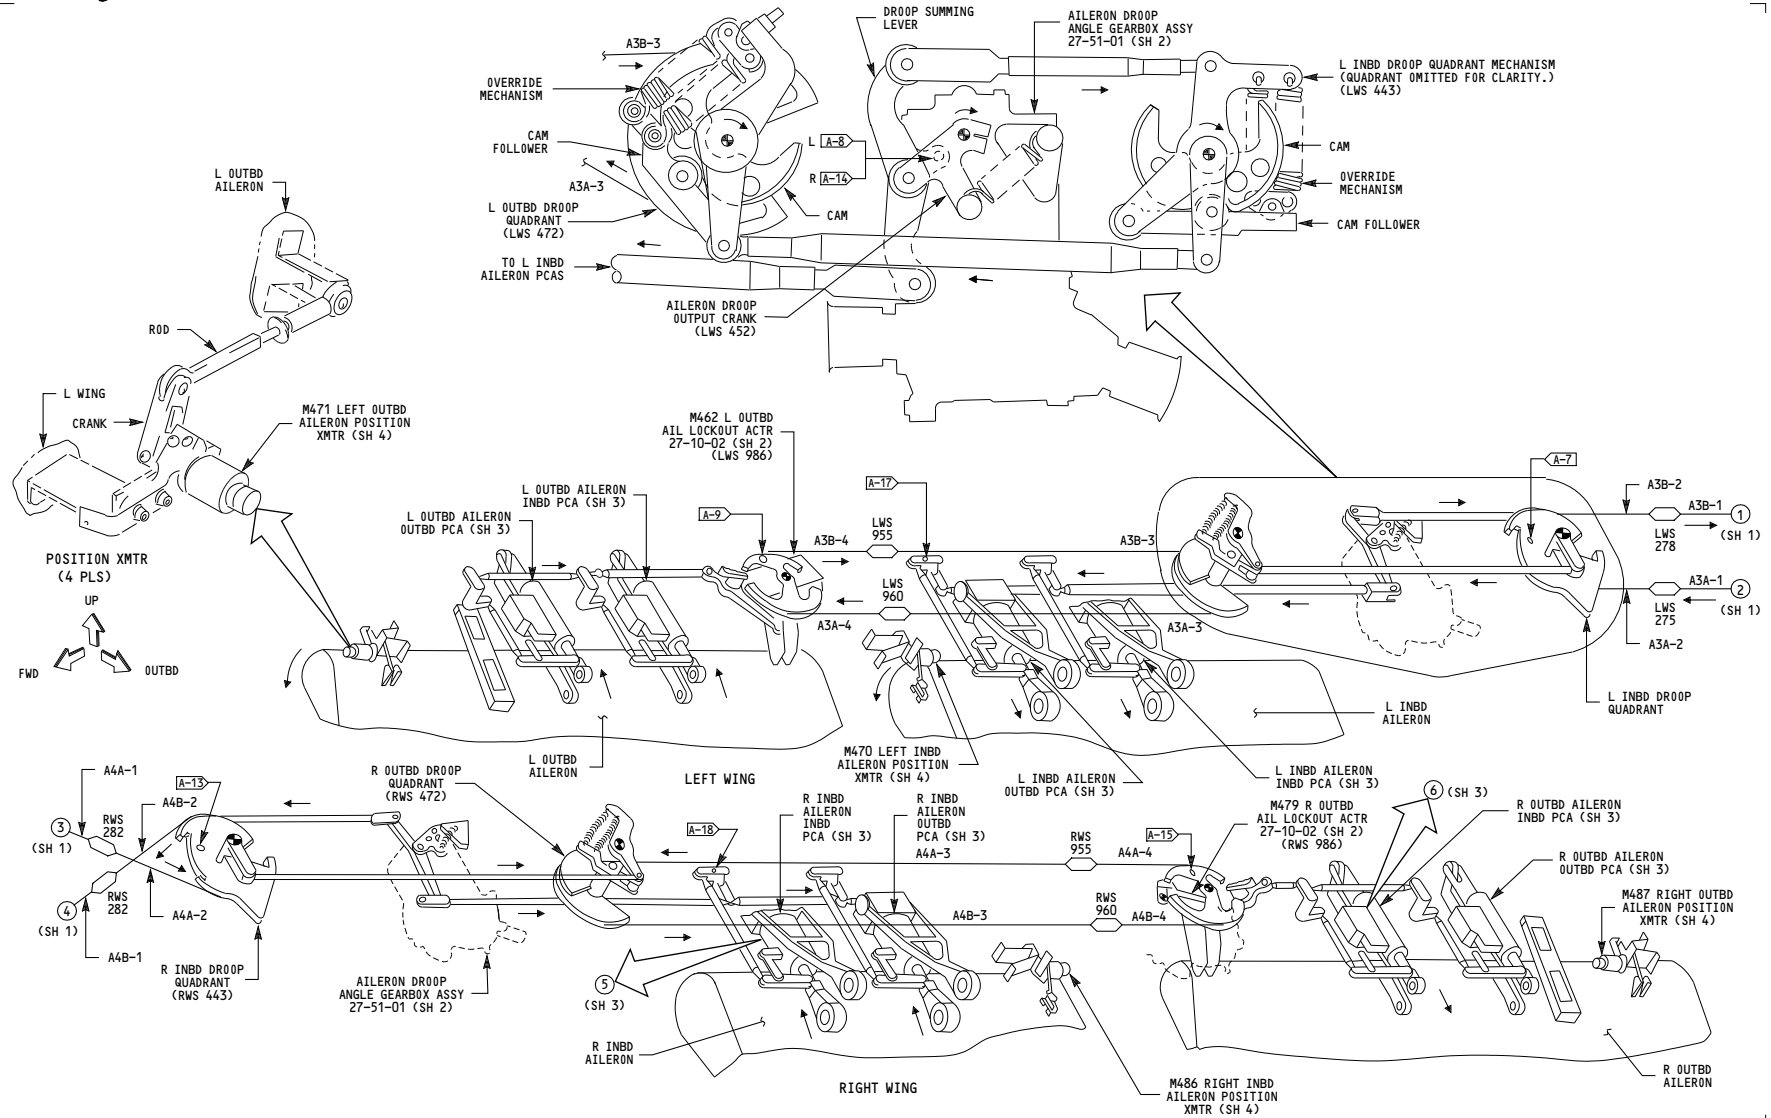 A3B-3
DROOP SUMMING
LEVER
AILERON DROOP
ANGLE GEARBOX ASSY
27-51-01 (SH 2)
OVERRIDE
MECHANISM
L INBD DROOP QUADRANT MECHANISM
(QUADRANT OMITTED FOR CLARITY.)
(LWS 443)
CAM
FOLLOWER
L A-8
R A-14
CAM
OVERRIDE
MECHANISM
A3A-3
CAM
CAM FOLLOWER
L OUTBD DROOP
QUADRANT
(LWS 472)
TO L INBD
AILERON PCAS
AILERON DROOP
OUTPUT CRANK
(LWS 452)
L OUTBD
AILERON
ROD
L WING
CRANK
M471 LEFT OUTBD
AILERON POSITION
XMTR (SH 4)
POSITION XMTR
(4 PLS)
UP
FWD
OUTBD
M462 L OUTBD
AIL LOCKOUT ACTR
27-10-02 (SH 2)
(LWS 986)
L OUTBD AILERON
INBD PCA (SH 3)
L OUTBD AILERON
OUTBD PCA (SH 3)
A-9
A-17
A-7
A3B-4
LWS
955
A3B-3
A3B-2
A3B-1
1
(SH 1)
LWS
278
LWS
960
A3A-4
A3A-3
A3A-1
2
(SH 1)
LWS
275
A3A-2
L INBD DROOP
QUADRANT
L INBD
AILERON
L OUTBD
AILERON
LEFT WING
M470 LEFT INBD
AILERON POSITION
XMTR (SH 4)
L INBD AILERON
OUTBD PCA (SH 3)
L INBD AILERON
INBD PCA (SH 3)
A4A-1
A-13
A4B-2
3
(SH 1)
RWS
282
4
(SH 1)
RWS
282
A4A-2
A4B-1
R INBD DROOP
QUADRANT
(RWS 443)
AILERON DROOP
ANGLE GEARBOX ASSY
27-51-01 (SH 2)
R OUTBD DROOP
QUADRANT
(RWS 472)
A-18
R INBD
AILERON
INBD
PCA (SH 3)
R INBD
AILERON
OUTBD
PCA (SH 3)
A4A-3
RWS
955
A4A-4
A-15
M479 R OUTBD
AIL LOCKOUT ACTR
27-10-02 (SH 2)
(RWS 986)
6 (SH 3)
R OUTBD AILERON
INBD PCA (SH 3)
R OUTBD AILERON
OUTBD PCA (SH 3)
M487 RIGHT OUTBD
AILERON POSITION
XMTR (SH 4)
A4B-3
RWS
960
A4B-4
5
(SH 3)
R INBD
AILERON
RIGHT WING
M486 RIGHT INBD
AILERON POSITION
XMTR (SH 4)
R OUTBD
AILERON